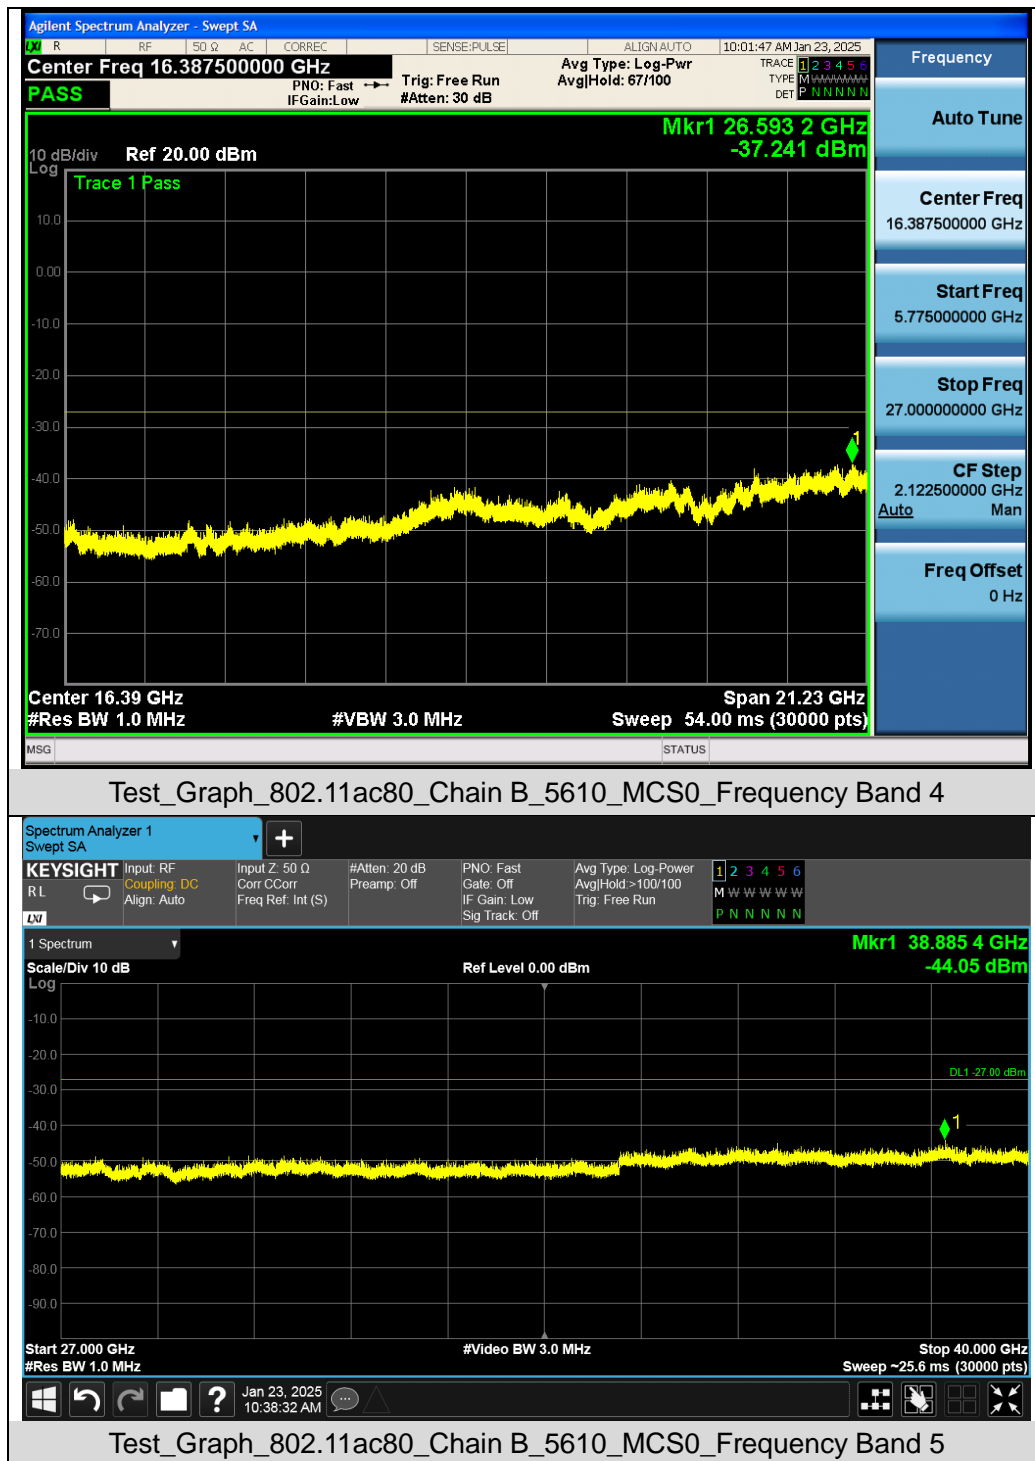 Agilent Spectrum Analyzer - Swept SA
LXI R RF 50 Ω AC CORREC SENSE:PULSE ALIGN AUTO 10:01:47 AM Jan 23, 2025
Center Freq 16.387500000 GHz
PASS
PNO: Fast
IFGain:Low
Trig: Free Run
#Atten: 30 dB
Avg Type: Log-Pwr
Avg|Hold: 67/100
TRACE 1 2 3 4 5 6
TYPE M W W W W W
DET P N N N N N
Mkr1 26.593 2 GHz
-37.241 dBm
10 dB/div Ref 20.00 dBm
Log
Trace 1 Pass
10.0
0.00
-10.0
-20.0
-30.0
-40.0
-50.0
-60.0
-70.0
1
Center 16.39 GHz Span 21.23 GHz
#Res BW 1.0 MHz #VBW 3.0 MHz Sweep 54.00 ms (30000 pts)
MSG STATUS
Frequency
Auto Tune
Center Freq
16.387500000 GHz
Start Freq
5.775000000 GHz
Stop Freq
27.000000000 GHz
CF Step
2.122500000 GHz
Auto Man
Freq Offset
0 Hz
Test_Graph_802.11ac80_Chain B_5610_MCS0_Frequency Band 4
Spectrum Analyzer 1
Swept SA
+
KEYSIGHT
RL
LXI
Input: RF
Coupling: DC
Align: Auto
Input Z: 50 Ω
Corr CCorr
Freq Ref: Int (S)
#Atten: 20 dB
Preamp: Off
PNO: Fast
Gate: Off
IF Gain: Low
Sig Track: Off
Avg Type: Log-Power
Avg|Hold:>100/100
Trig: Free Run
1 2 3 4 5 6
M W W W W W
P N N N N N
1 Spectrum
Mkr1 38.885 4 GHz
-44.05 dBm
Scale/Div 10 dB Ref Level 0.00 dBm
Log
-10.0
-20.0
-30.0
-40.0
-50.0
-60.0
-70.0
-80.0
-90.0
DL1 -27.00 dBm
1
Start 27.000 GHz #Video BW 3.0 MHz Stop 40.000 GHz
#Res BW 1.0 MHz Sweep ~25.6 ms (30000 pts)
?
Jan 23, 2025
10:38:32 AM
Test_Graph_802.11ac80_Chain B_5610_MCS0_Frequency Band 5